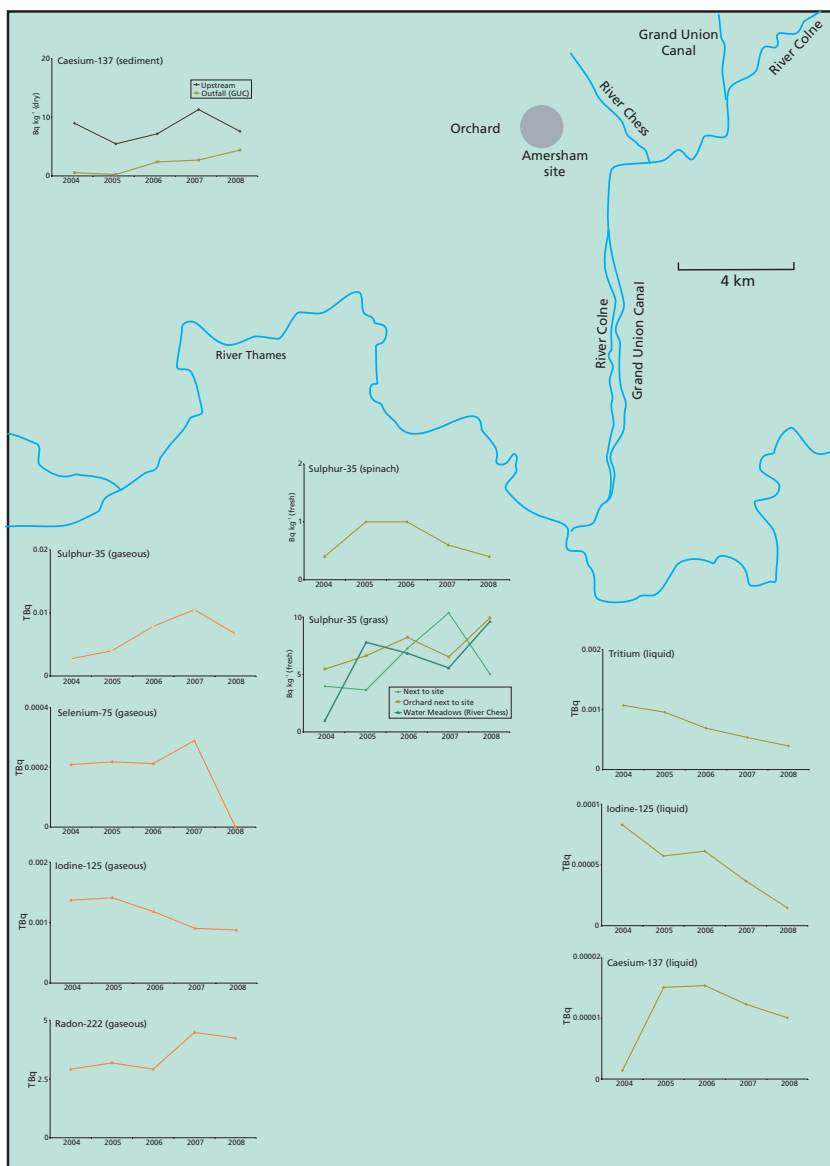 Caesium-137 (sediment)
20
10
0
Bq kg⁻¹ (dry)
Upstream
Outfall (GUC)
2004 2005 2006 2007 2008
Grand Union
Canal
River Colne
River Chess
Orchard
Amersham
site
4 km
River Colne
Grand Union Canal
River Thames
Sulphur-35 (spinach)
2
1
0
Bq kg⁻¹ (fresh)
2004 2005 2006 2007 2008
Sulphur-35 (gaseous)
0.02
0.01
0
TBq
2004 2005 2006 2007 2008
Sulphur-35 (grass)
10
5
0
Bq kg⁻¹ (fresh)
Next to site
Orchard next to site
Water Meadows (River Chess)
2004 2005 2006 2007 2008
Tritium (liquid)
0.002
0.001
0
TBq
2004 2005 2006 2007 2008
Selenium-75 (gaseous)
0.0004
0.0002
0
TBq
2004 2005 2006 2007 2008
Iodine-125 (liquid)
0.0001
0.00005
0
TBq
2004 2005 2006 2007 2008
Iodine-125 (gaseous)
0.002
0.001
0
TBq
2004 2005 2006 2007 2008
Caesium-137 (liquid)
0.00002
0.00001
0
TBq
2004 2005 2006 2007 2008
Radon-222 (gaseous)
5
2.5
0
TBq
2004 2005 2006 2007 2008